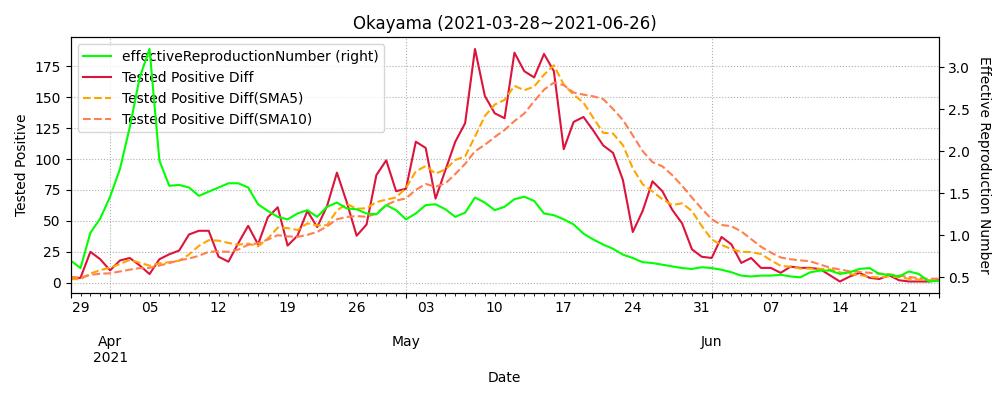 Okayama (2021-03-28~2021-06-26)
effectiveReproductionNumber (right)
Tested Positive Diff
Tested Positive Diff(SMA5)
Tested Positive Diff(SMA10)
Tested Positive
175
150
125
100
75
50
25
0
3.0
2.5
2.0
1.5
1.0
0.5
Effective Reproduction Number
29 05 12 19 26 03 10 17 24 31 07 14 21
Apr May Jun
2021
Date